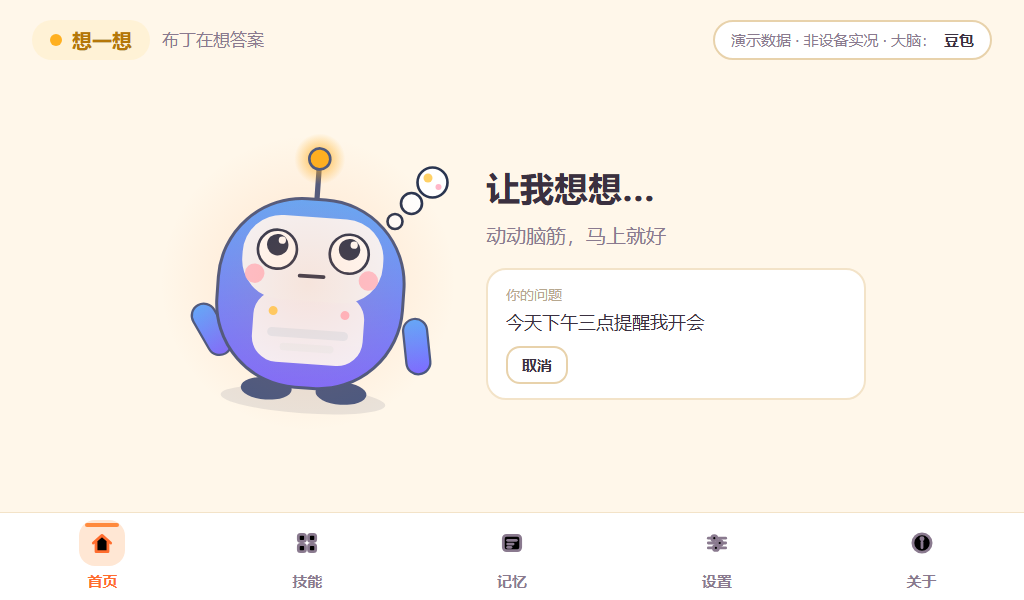 想一想
布丁在想答案
演示数据 · 非设备实况 · 大脑： 豆包
让我想想...
动动脑筋，马上就好
你的问题
今天下午三点提醒我开会
取消
首页
技能
记忆
设置
关于